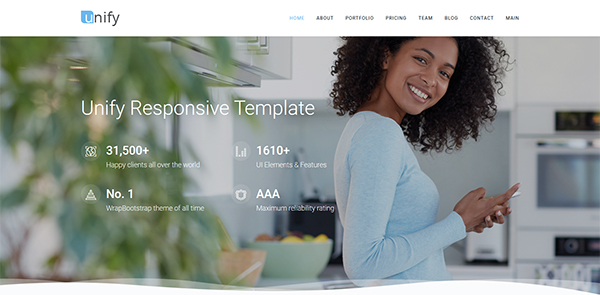 unify
HOME ABOUT PORTFOLIO PRICING TEAM BLOG CONTACT MAIN
Unify Responsive Template
31,500+
Happy clients all over the world
1610+
UI Elements & Features
No. 1
WrapBootstrap theme of all time
AAA
Maximum reliability rating